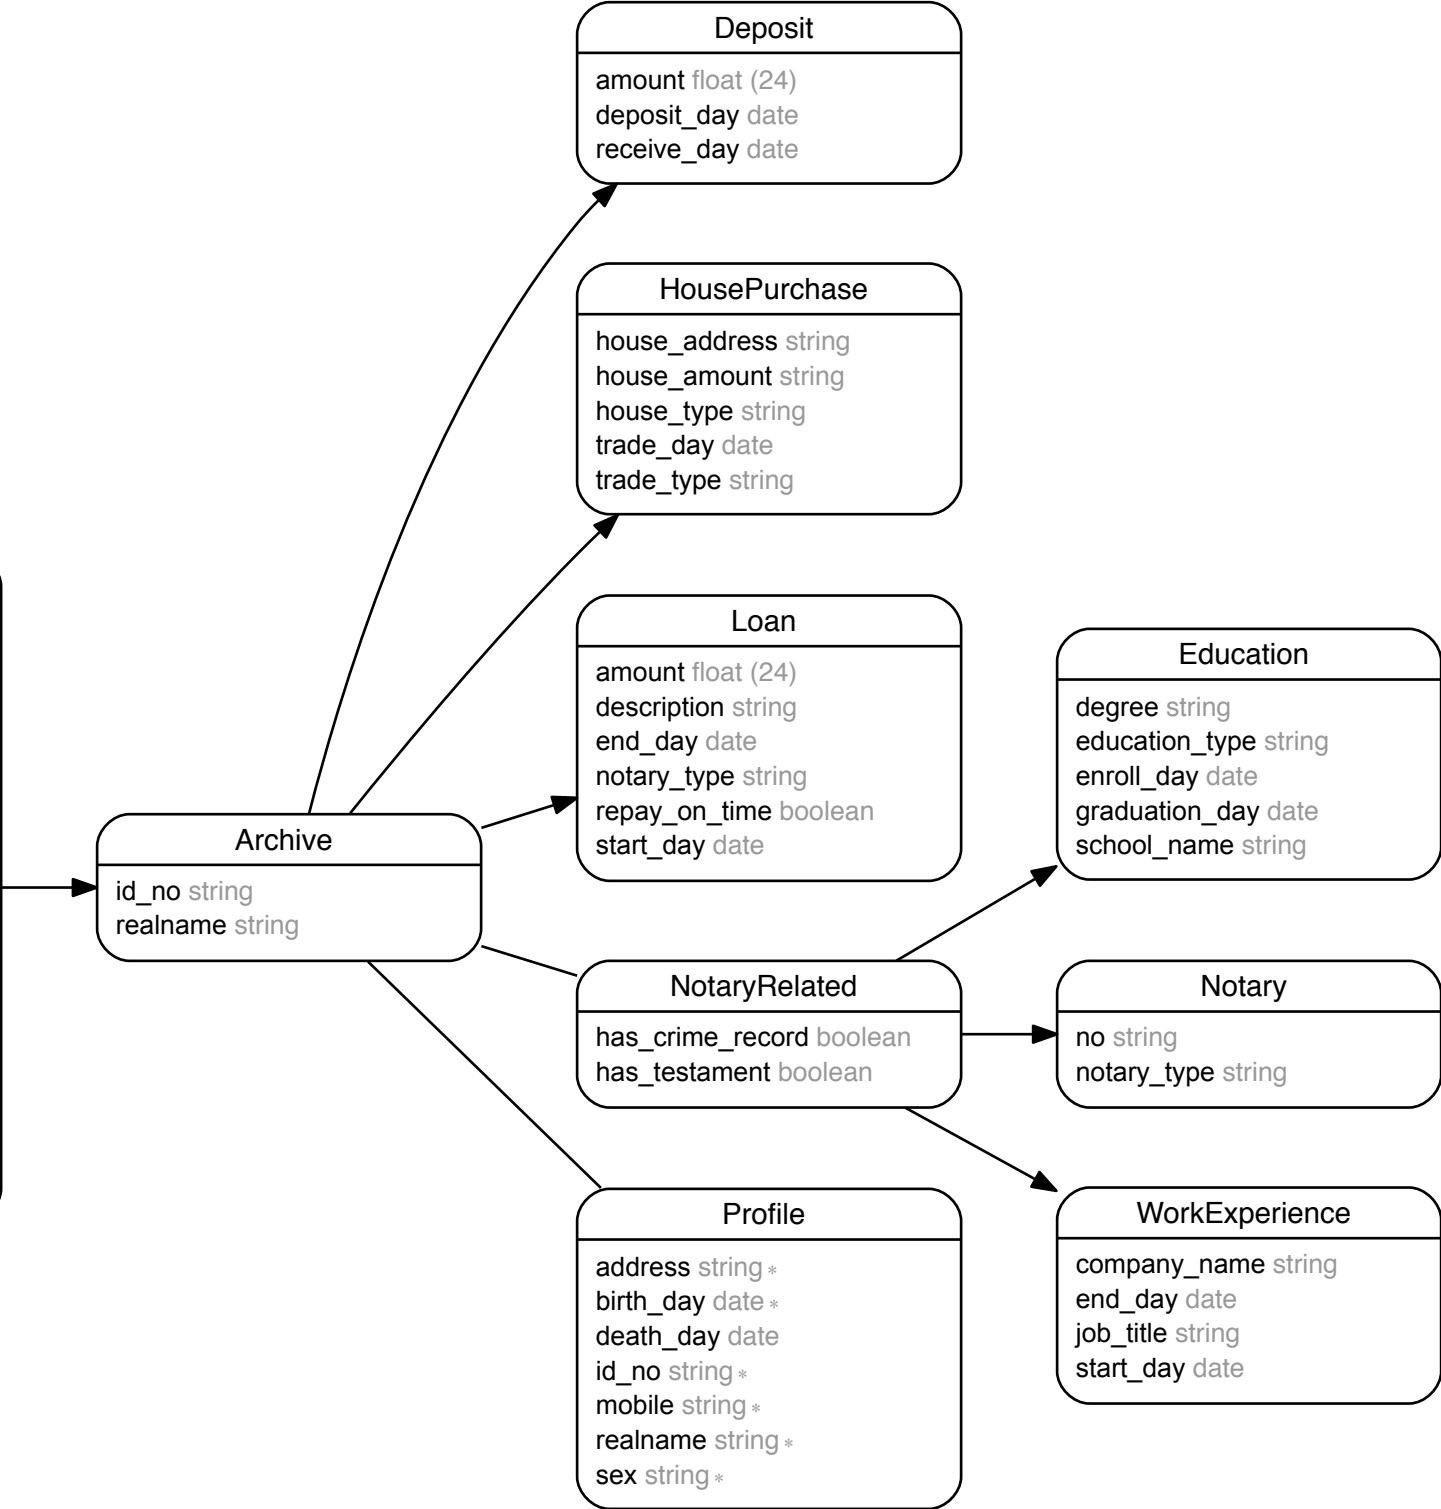 Deposit
amount float (24)
deposit_day date
receive_day date
HousePurchase
house_address string
house_amount string
house_type string
trade_day date
trade_type string
Loan
amount float (24)
description string
end_day date
notary_type string
repay_on_time boolean
start_day date
Education
degree string
education_type string
enroll_day date
graduation_day date
school_name string
Archive
id_no string
realname string
NotaryRelated
has_crime_record boolean
has_testament boolean
Notary
no string
notary_type string
Profile
address string *
birth_day date *
death_day date
id_no string *
mobile string *
realname string *
sex string *
WorkExperience
company_name string
end_day date
job_title string
start_day date